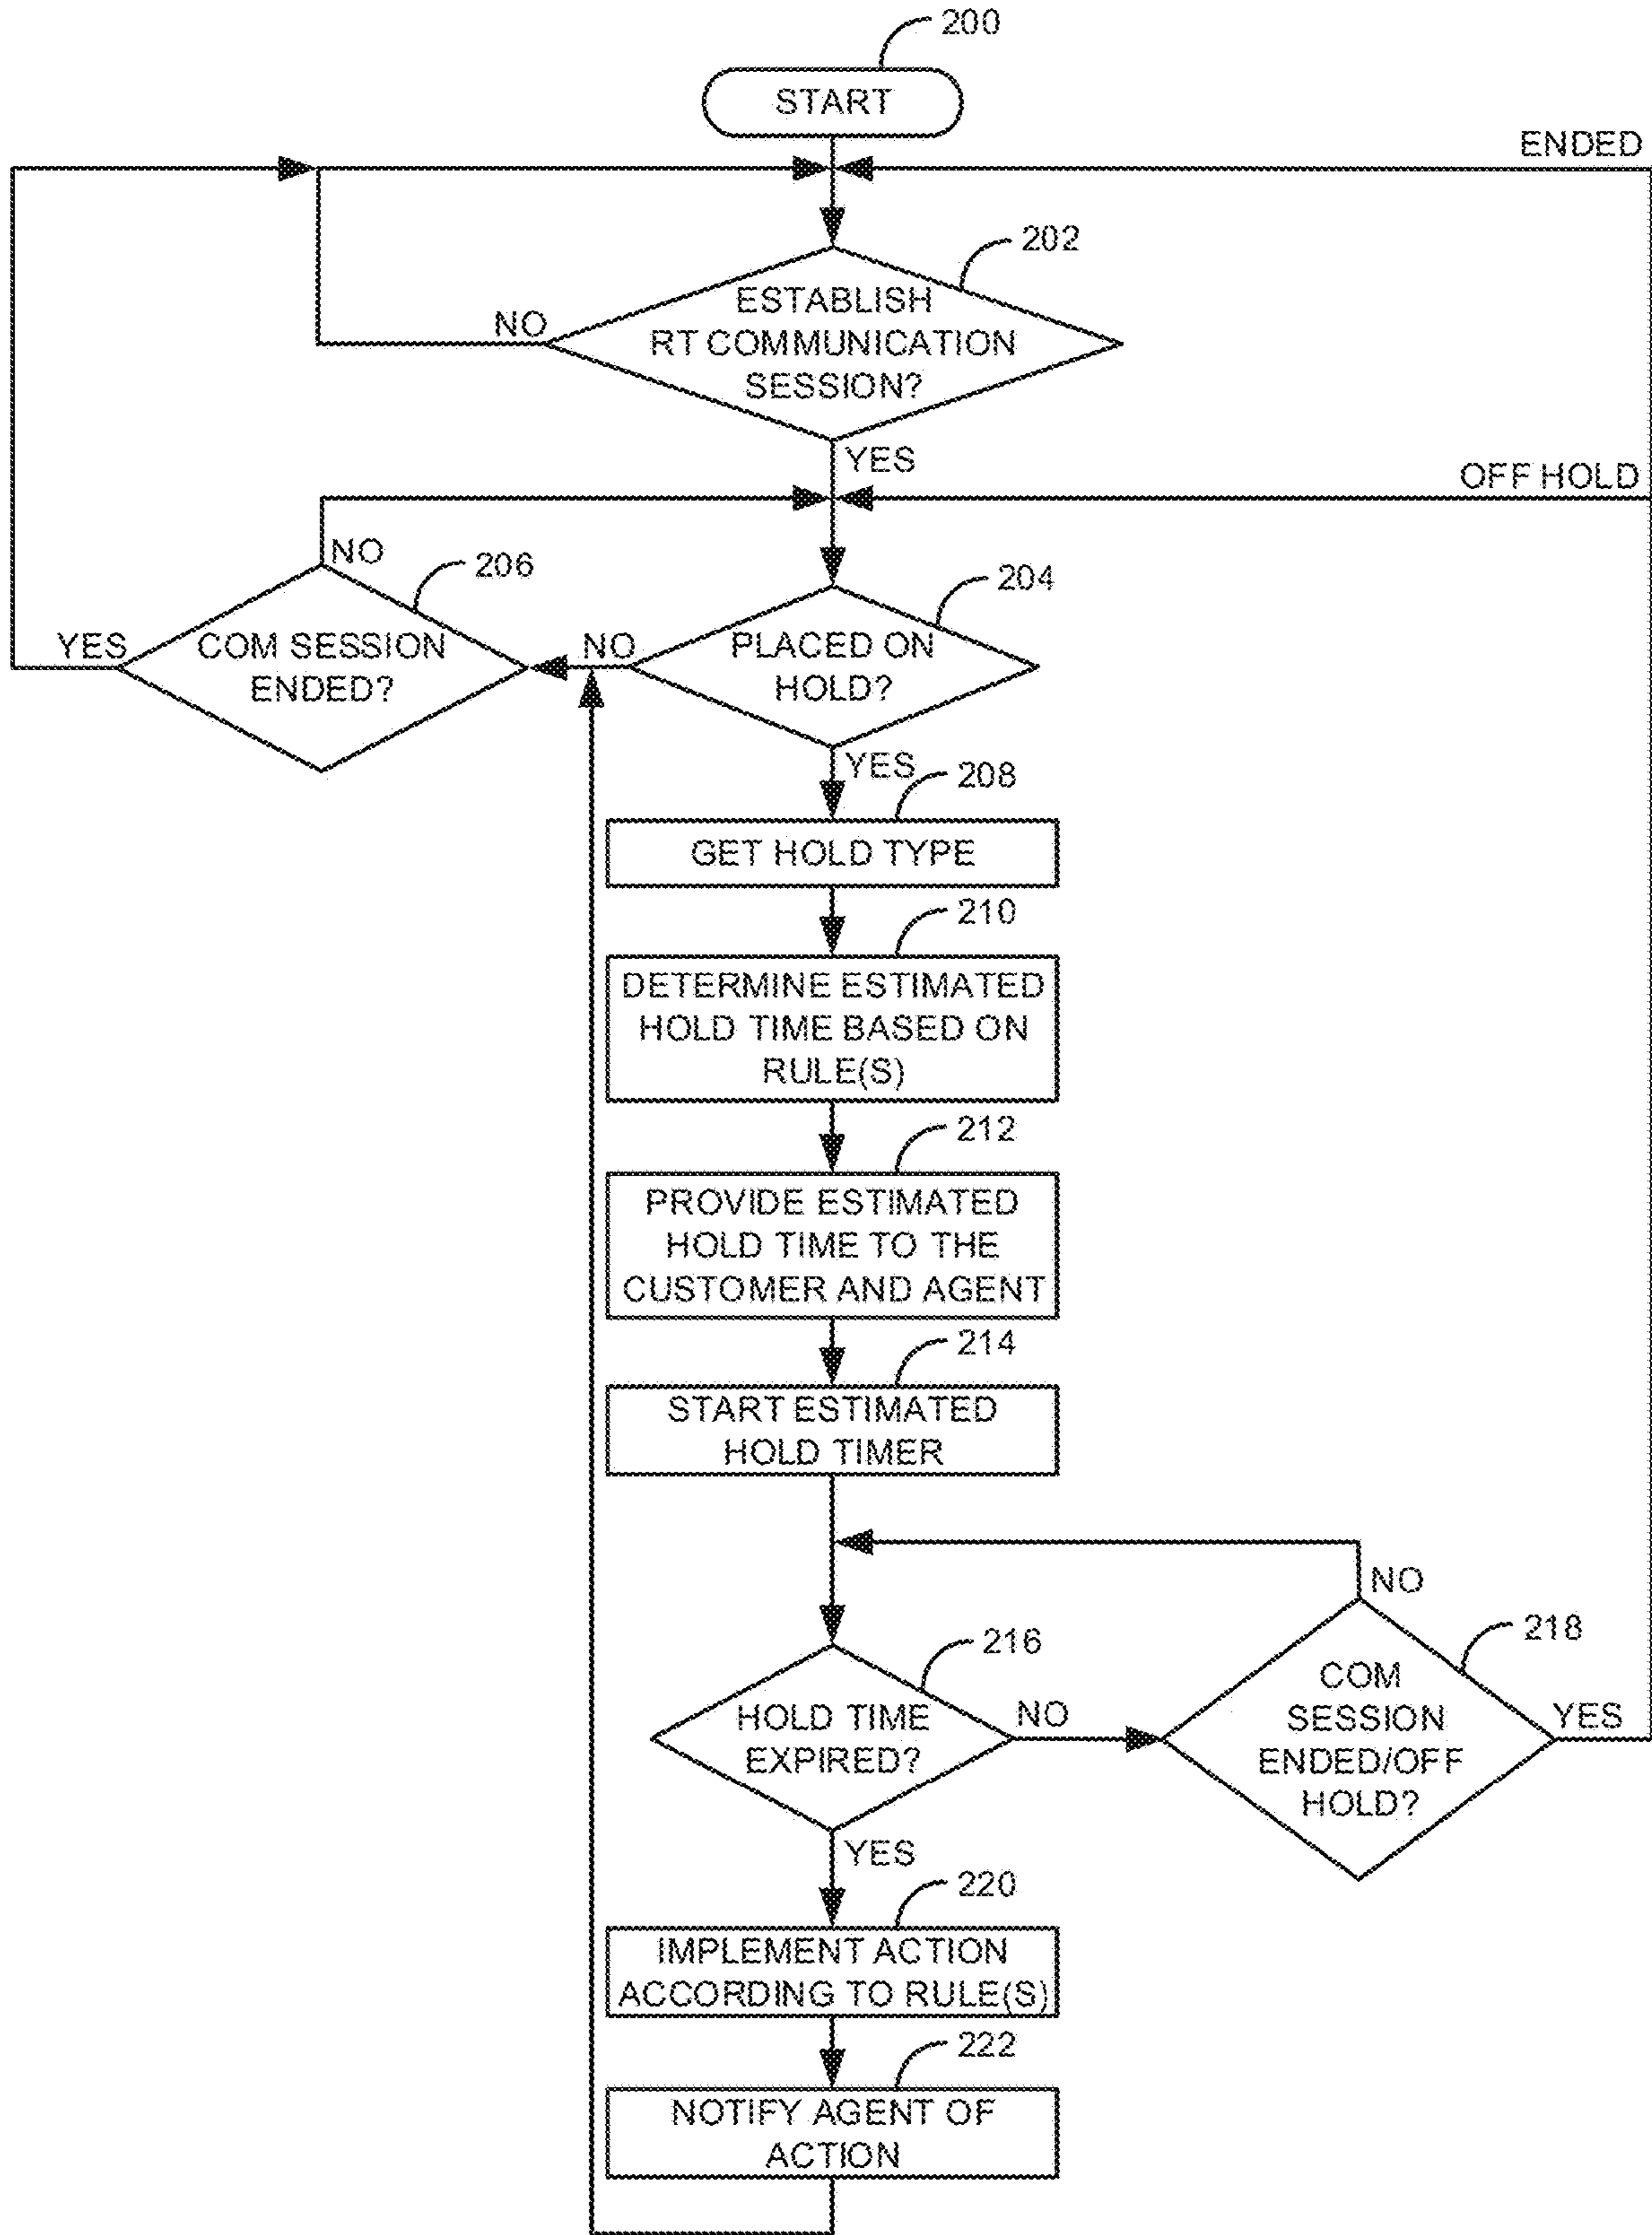 200
START
ENDED
202
ESTABLISH
RT COMMUNICATION
SESSION?
NO
YES
OFF HOLD
NO
206
204
YES
COM SESSION
ENDED?
NO
PLACED ON
HOLD?
YES
208
GET HOLD TYPE
210
DETERMINE ESTIMATED
HOLD TIME BASED ON
RULE(S)
212
PROVIDE ESTIMATED
HOLD TIME TO THE
CUSTOMER AND AGENT
214
START ESTIMATED
HOLD TIMER
NO
216
218
HOLD TIME
EXPIRED?
NO
COM
SESSION
ENDED/OFF
HOLD?
YES
YES
220
IMPLEMENT ACTION
ACCORDING TO RULE(S)
222
NOTIFY AGENT OF
ACTION